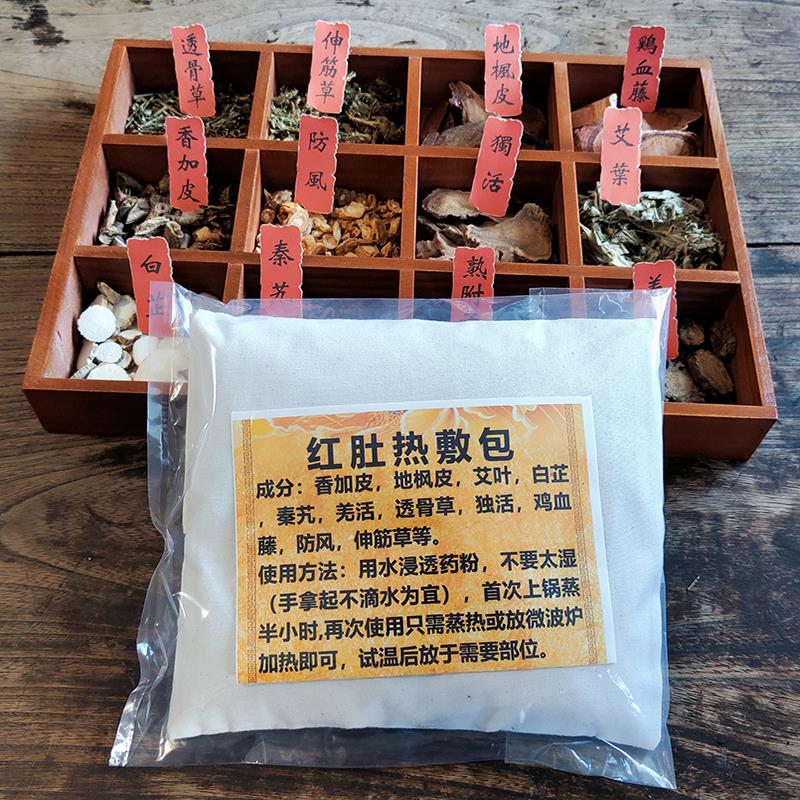 透骨草
伸筋草
地楓皮
鷄血藤
香加皮
防風
獨活
艾葉
白芷
秦艽
熟附
羌
红肚热敷包
成分：香加皮，地枫皮，艾叶，白芷
，秦艽，羌活，透骨草，独活，鸡血
藤，防风，伸筋草等。
使用方法：用水浸透药粉，不要太湿
（手拿起不滴水为宜），首次上锅蒸
半小时,再次使用只需蒸热或放微波炉
加热即可，试温后放于需要部位。